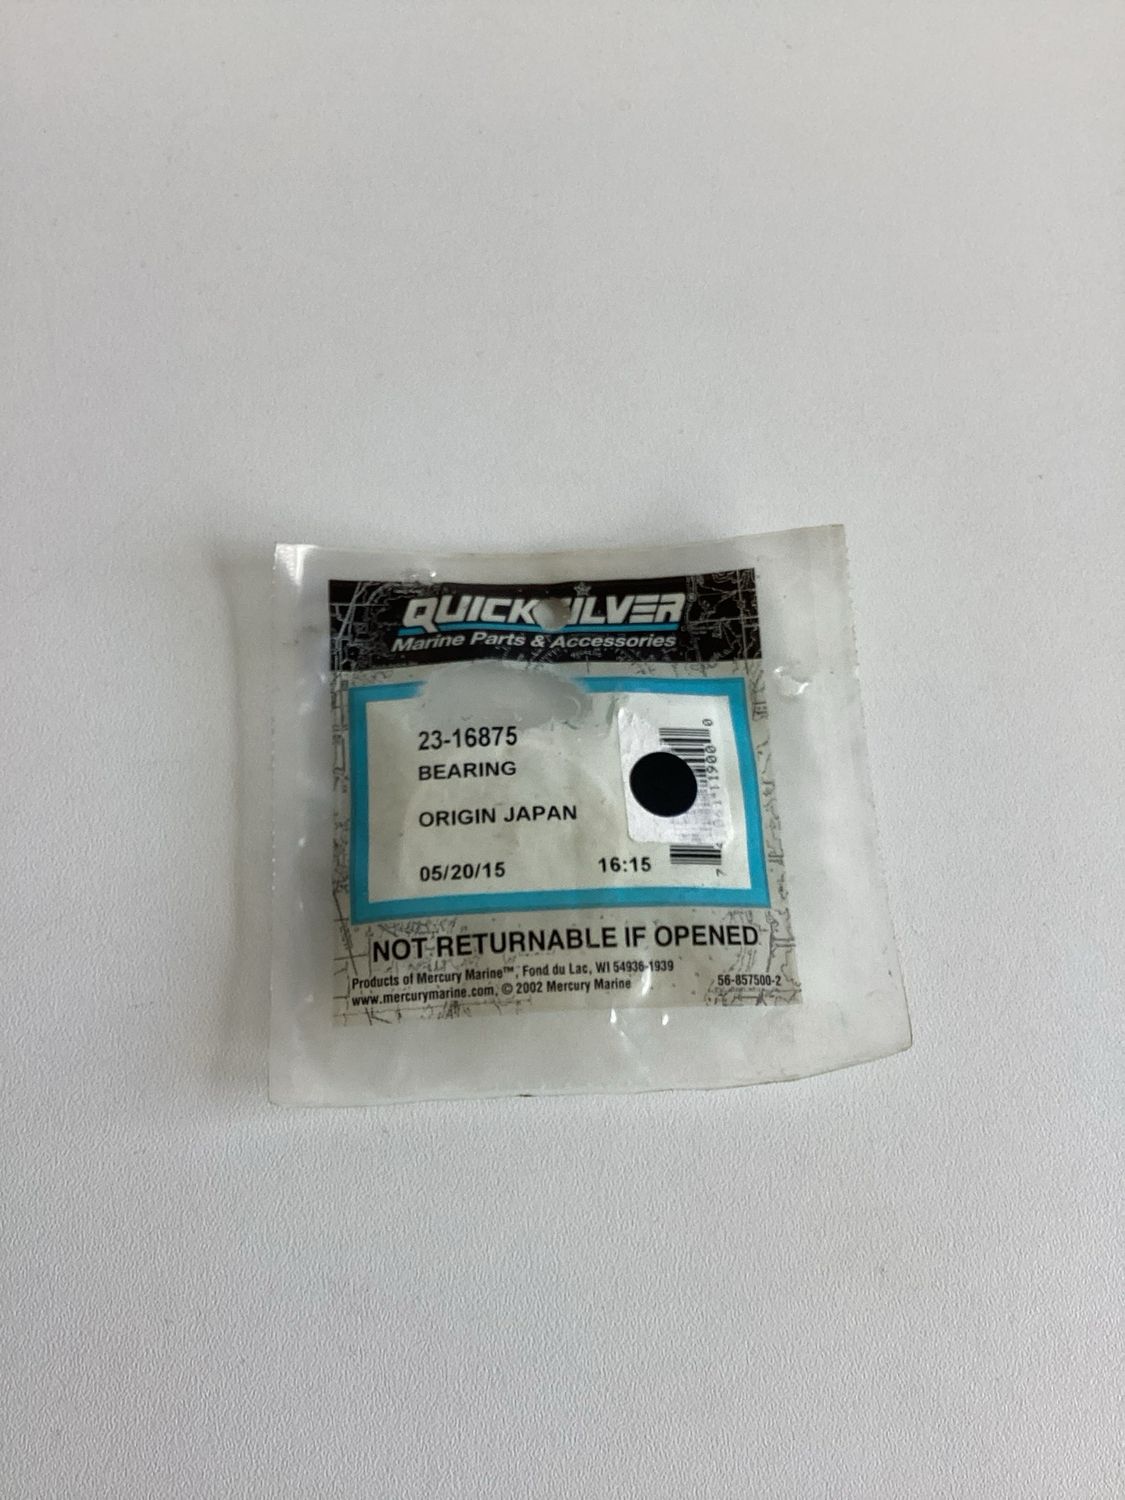 QUICKSILVER
Marine Parts & Accessories
23-16875
BEARING
ORIGIN JAPAN
05/20/15 16:15
NOT RETURNABLE IF OPENED
Products of Mercury Marine™, Fond du Lac, WI 54936-1939
www.mercurymarine.com, © 2002 Mercury Marine
56-857500-2